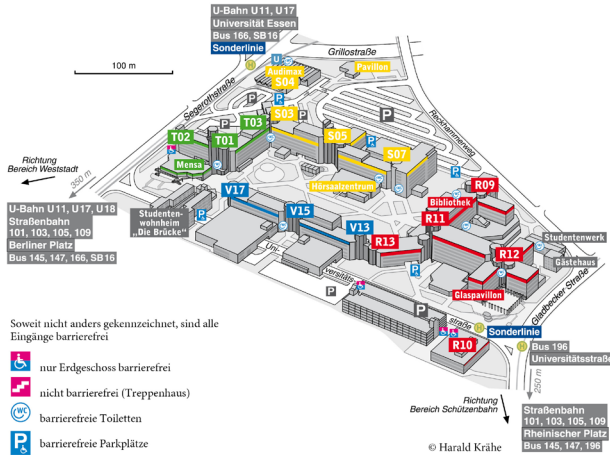 U-Bahn U11, U17
Universität Essen
Bus 166, SB16
Sonderlinie
H
Grillostraße
100 m
U
Audimax
S04
Pavillon
Segerothstraße
Reckhammerweg
P
P
S03
P
T03
T02
T01
S05
P
S07
Mensa
Richtung
Bereich Weststadt
350 m
Hörsaalzentrum
R09
Bibliothek
V17
R11
U-Bahn U11, U17, U18
Straßenbahn
101, 103, 105, 109
Berliner Platz
Bus 145, 147, 166, SB16
Studenten-
wohnheim
„Die Brücke“
P
V15
V13
R13
R12
Studentenwerk
Gästehaus
Uni-
versitäts-
straße
P
P
P
Glaspavillon
Gladbecker Straße
H
Sonderlinie
R10
H
Bus 196
Universitätsstraße
250 m
Soweit nicht anders gekennzeichnet, sind alle
Eingänge barrierefrei
nur Erdgeschoss barrierefrei
nicht barrierefrei (Treppenhaus)
WC
barrierefreie Toiletten
P
barrierefreie Parkplätze
Richtung
Bereich Schützenbahn
Straßenbahn
101, 103, 105, 109
Rheinischer Platz
Bus 145, 147, 196
© Harald Krähe